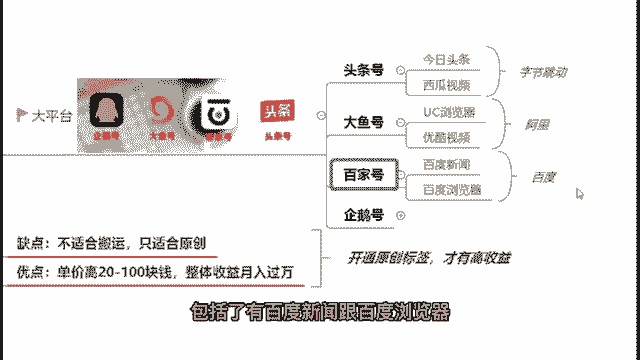 大平台
企鹅号
大鱼号
头条
头条号
头条号
今日头条
西瓜视频
字节跳动
大鱼号
UC浏览器
优酷视频
阿里
百家号
百度新闻
百度浏览器
百度
企鹅号
缺点：不适合搬运，只适合原创
优点：单价高20-100块钱，整体收益月入过万
开通原创标签，才有高收益
包括了有百度新闻跟百度浏览器